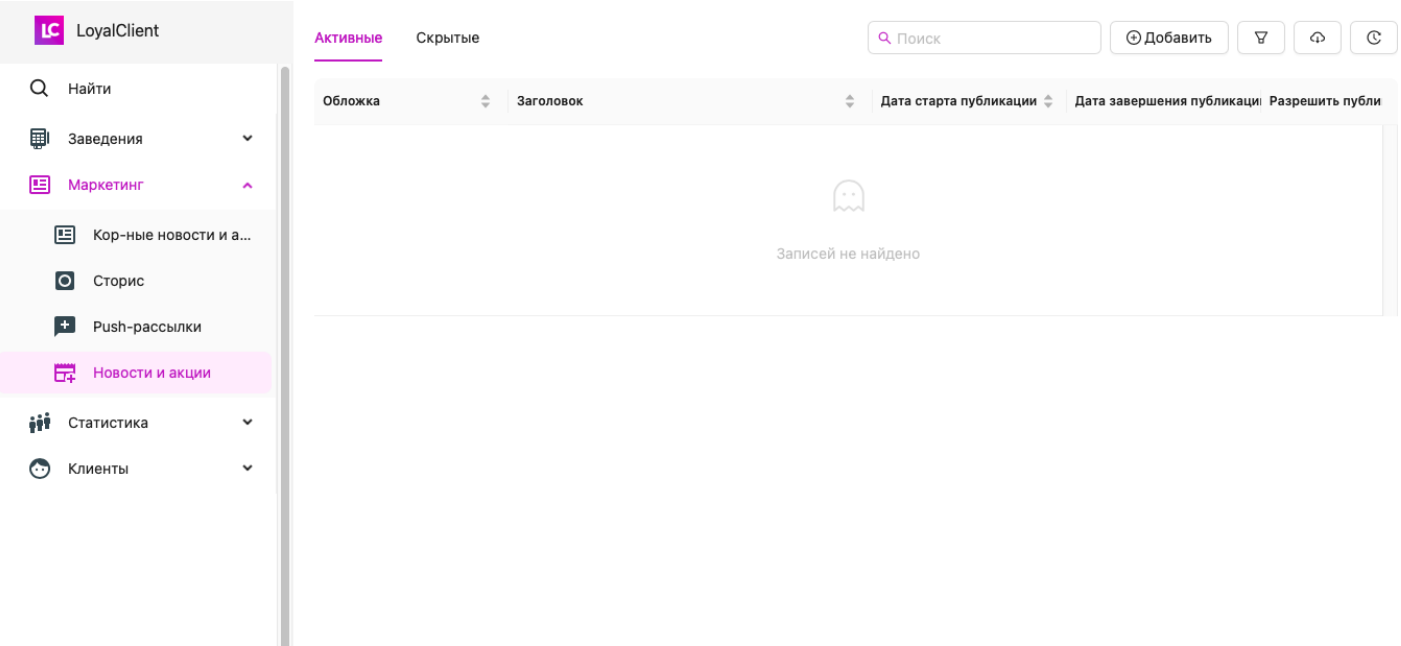 LC LoyalClient
Активные Скрытые Поиск Добавить
Найти
Обложка Заголовок Дата старта публикации Дата завершения публикаци Разрешить публи
Заведения
Маркетинг
Кор-ные новости и а...
Записей не найдено
Сторис
Push-рассылки
Новости и акции
Статистика
Клиенты